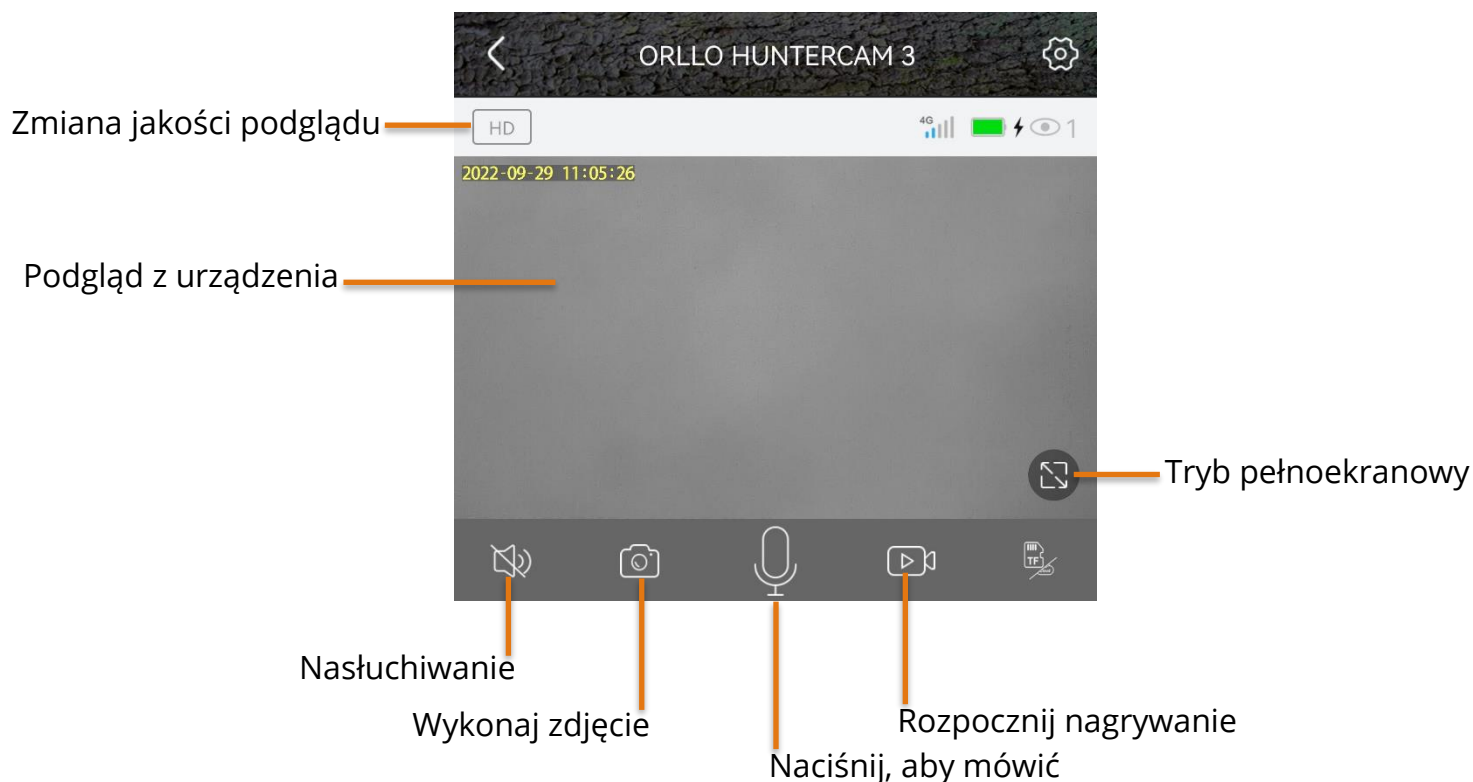 ORLLO HUNTERCAM 3
Zmiana jakości podglądu
HD
4G
1
2022-09-29 11:05:26
Podgląd z urządzenia
Tryb pełnoekranowy
TF
Nasłuchiwanie
Wykonaj zdjęcie
Rozpocznij nagrywanie
Naciśnij, aby mówić